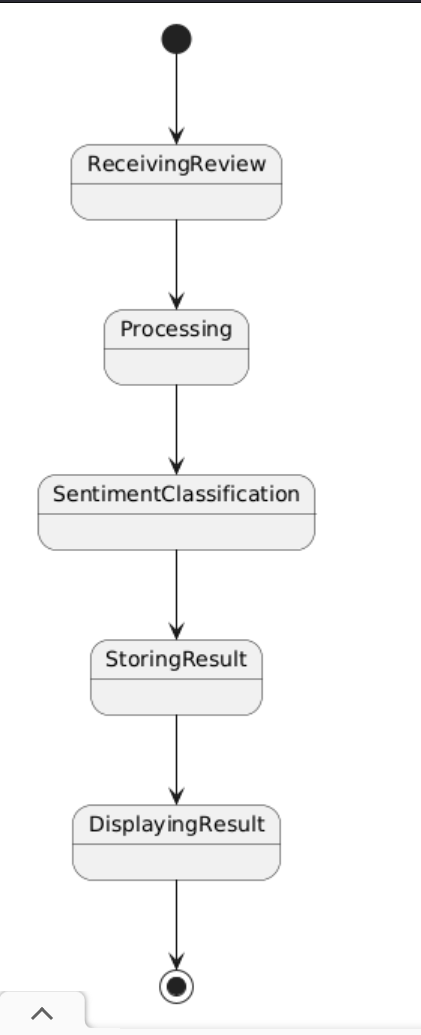 ReceivingReview
Processing
SentimentClassification
StoringResult
DisplayingResult